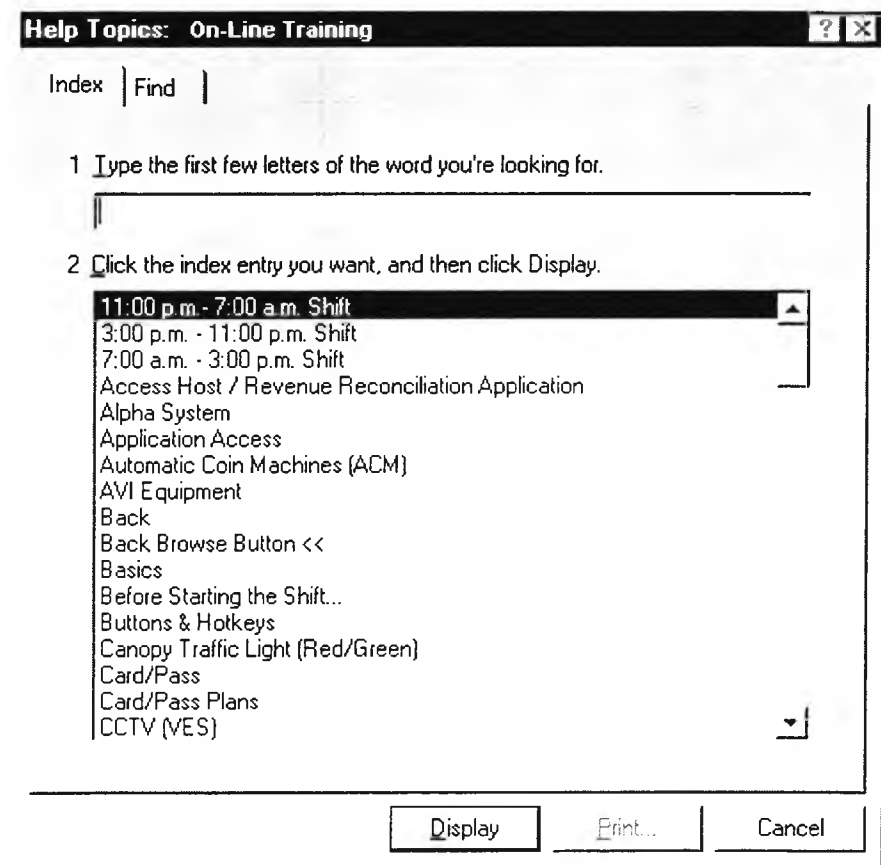 Help Topics: On-Line Training
Index Find
1 Type the first few letters of the word you're looking for.
2 Click the index entry you want, and then click Display.
11:00 p.m.- 7:00 a.m. Shift
3:00 p.m. - 11:00 p.m. Shift
7:00 a.m. - 3:00 p.m. Shift
Access Host / Revenue Reconciliation Application
Alpha System
Application Access
Automatic Coin Machines (ACM)
AVI Equipment
Back
Back Browse Button <<
Basics
Before Starting the Shift...
Buttons & Hotkeys
Canopy Traffic Light (Red/Green)
Card/Pass
Card/Pass Plans
CCTV (VES)
Display Print... Cancel